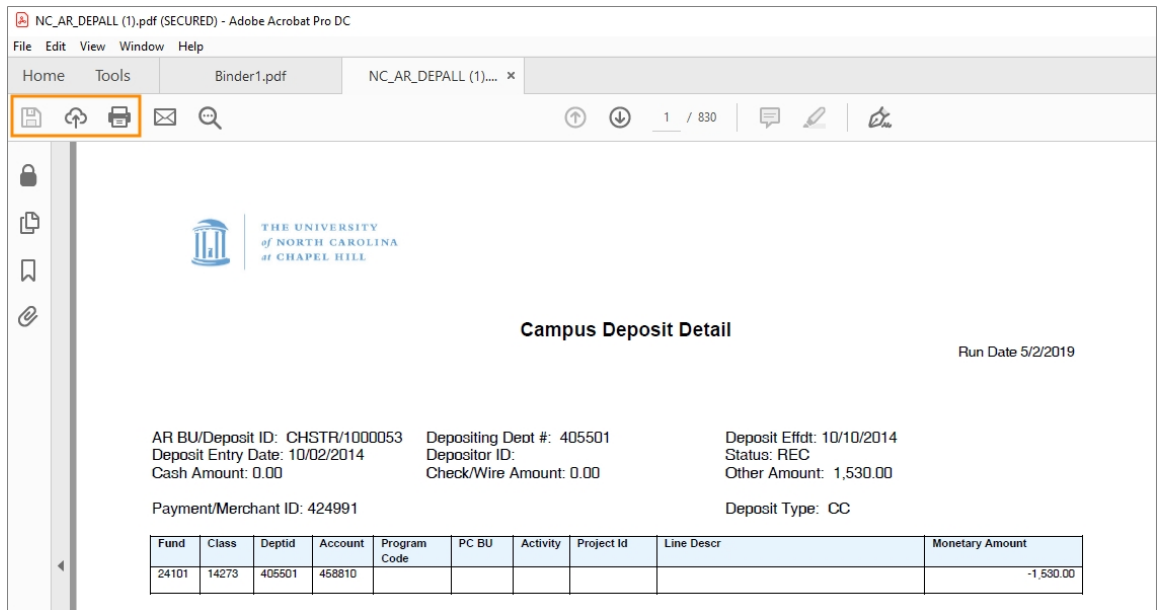 NC_AR_DEPALL (1).pdf (SECURED) - Adobe Acrobat Pro DC
File Edit View Window Help
Home Tools Binder1.pdf NC_AR_DEPALL (1).... ×
1 / 830
THE UNIVERSITY
of NORTH CAROLINA
at CHAPEL HILL
Campus Deposit Detail
Run Date 5/2/2019
AR BU/Deposit ID: CHSTR/1000053 Depositing Dept #: 405501 Deposit Effdt: 10/10/2014
Deposit Entry Date: 10/02/2014 Depositor ID: Status: REC
Cash Amount: 0.00 Check/Wire Amount: 0.00 Other Amount: 1,530.00
Payment/Merchant ID: 424991 Deposit Type: CC
Fund Class Deptid Account Program PC BU Activity Project Id Line Descr Monetary Amount
Code
24101 14273 405501 458810 -1,530.00